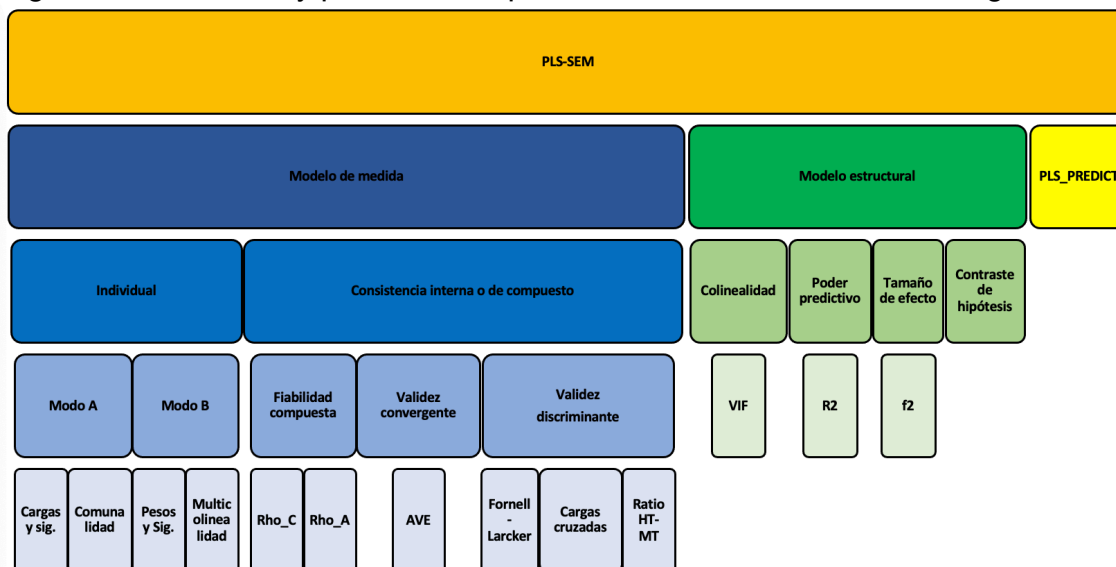 PLS-SEM
Modelo de medida
Modelo estructural
PLS_PREDICT
Individual
Consistencia interna o de compuesto
Colinealidad
Poder
predictivo
Tamaño
de efecto
Contraste
de
hipótesis
Modo A
Modo B
Fiabilidad
compuesta
Validez
convergente
Validez
discriminante
VIF
R2
f2
Cargas
y sig.
Comuna
lidad
Pesos
y Sig.
Multic
olinea
lidad
Rho_C
Rho_A
AVE
Fornell
-
Larcker
Cargas
cruzadas
Ratio
HT-
MT